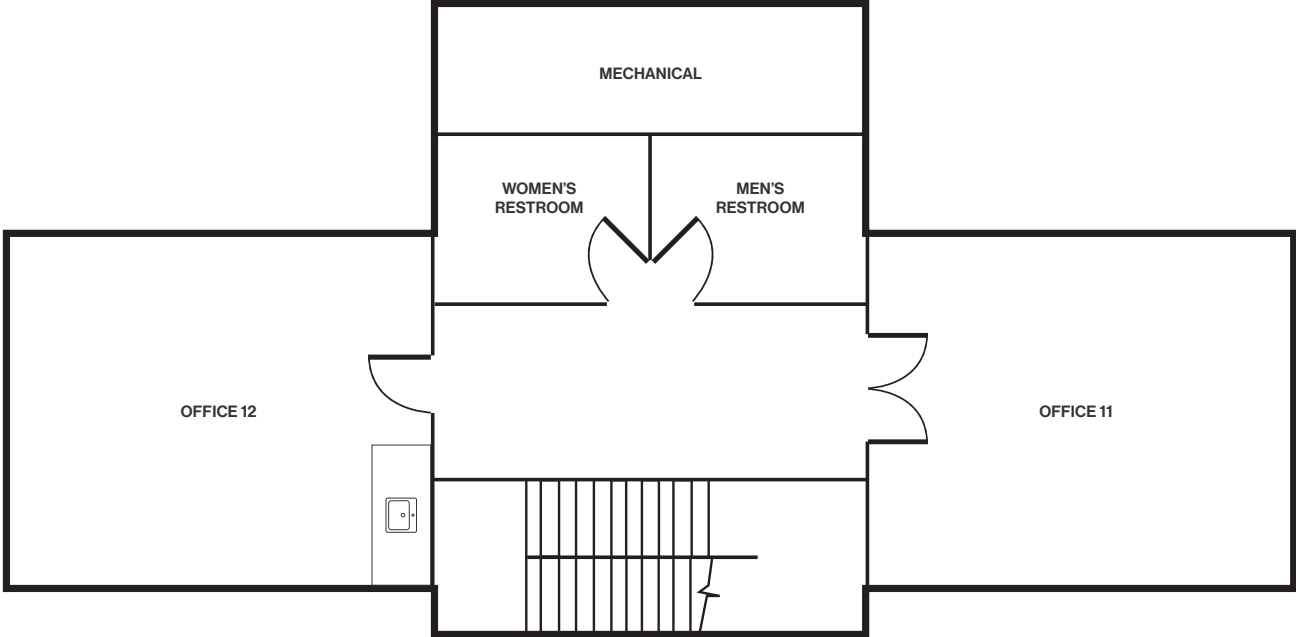 MECHANICAL
WOMEN’S
RESTROOM
MEN’S
RESTROOM
OFFICE 12
OFFICE 11